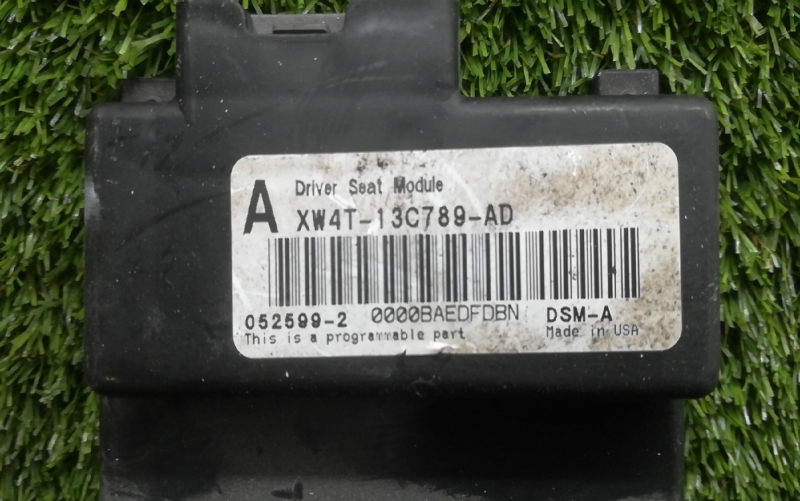 A
Driver Seat Module
XW4T-13C789-AD
052599-2 0000BAEDFDBN DSM-A
This is a programmable part Made in USA